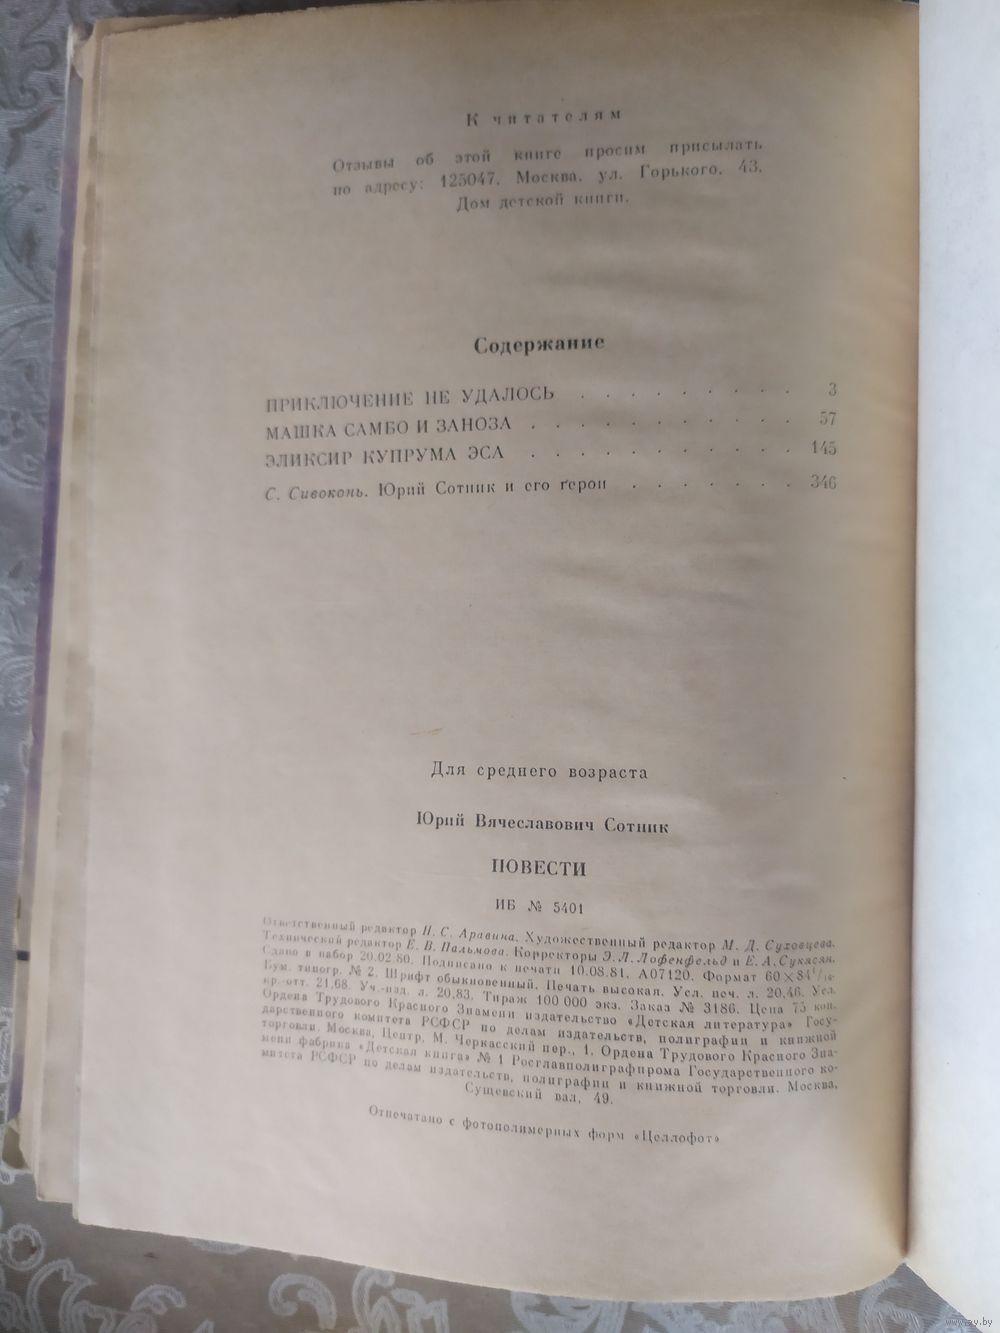 К читателям
Отзывы об этой книге просим присылать
по адресу: 125047, Москва, ул. Горького, 43.
Дом детской книги.
Содержание
ПРИКЛЮЧЕНИЕ НЕ УДАЛОСЬ . . . . . . . . . 3
МАШКА САМБО И ЗАНОЗА . . . . . . . . . . . 57
ЭЛИКСИР КУПРУМА ЭСА . . . . . . . . . . . 145
С. Сивоконь. Юрий Сотник и его герои . . . . . . . 346
Для среднего возраста
Юрий Вячеславович Сотник
ПОВЕСТИ
ИБ № 5401
Ответственный редактор Н. С. Аравина. Художественный редактор М. Д. Суховцева.
Технический редактор Е. В. Пальмова. Корректоры Э. Л. Лофенфельд и Е. А. Сукясян.
Сдано в набор 20.02.80. Подписано к печати 10.08.81. А07120. Формат 60×84¹/₁₆.
Бум. типогр. № 2. Шрифт обыкновенный. Печать высокая. Усл. печ. л. 20,46. Усл.
кр.-отт. 21,68. Уч.-изд. л. 20,83. Тираж 100 000 экз. Заказ № 3186. Цена 75 коп.
Ордена Трудового Красного Знамени издательство «Детская литература» Госу-
дарственного комитета РСФСР по делам издательств, полиграфии и книжной
торговли. Москва, Центр, М. Черкасский пер., 1. Ордена Трудового Красного Зна-
мени фабрика «Детская книга» № 1 Росглавполиграфпрома Государственного ко-
митета РСФСР по делам издательств, полиграфии и книжной торговли. Москва,
Сущевский вал, 49.
Отпечатано с фотополимерных форм «Целлофот»
www.ay.by